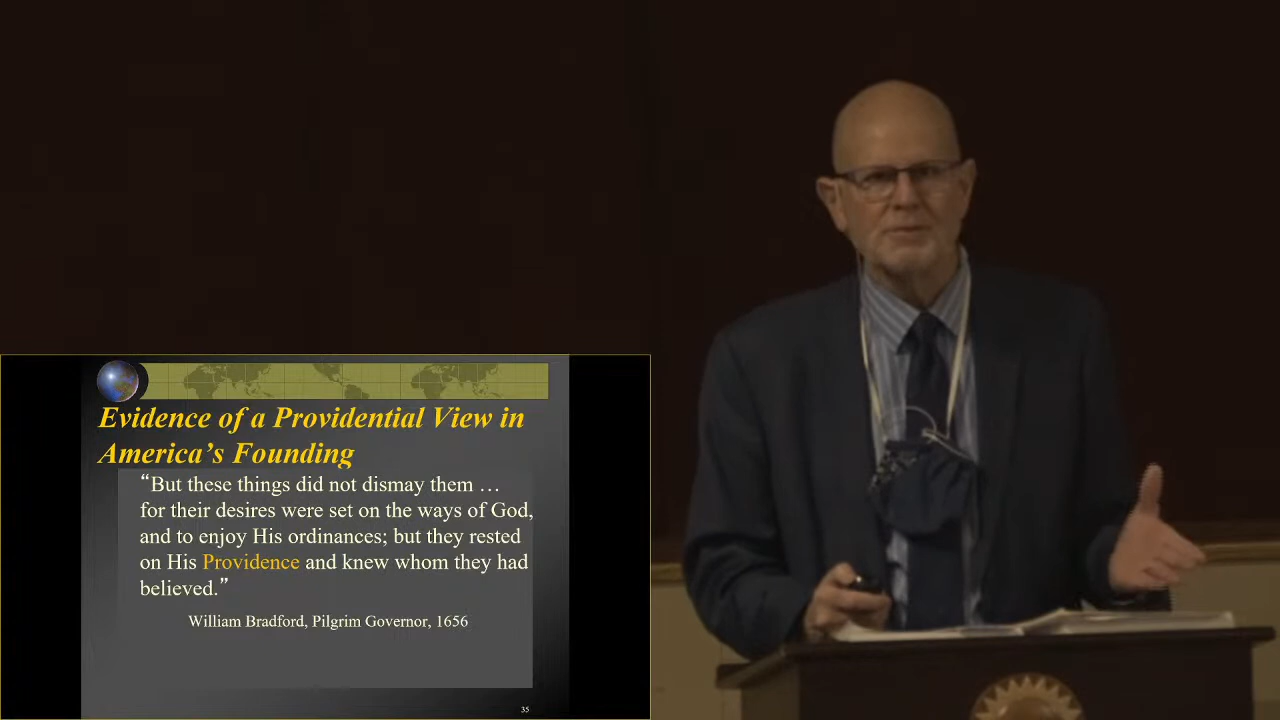 Evidence of a Providential View in
America’s Founding
“But these things did not dismay them …
for their desires were set on the ways of God,
and to enjoy His ordinances; but they rested
on His Providence and knew whom they had
believed.”
William Bradford, Pilgrim Governor, 1656
35